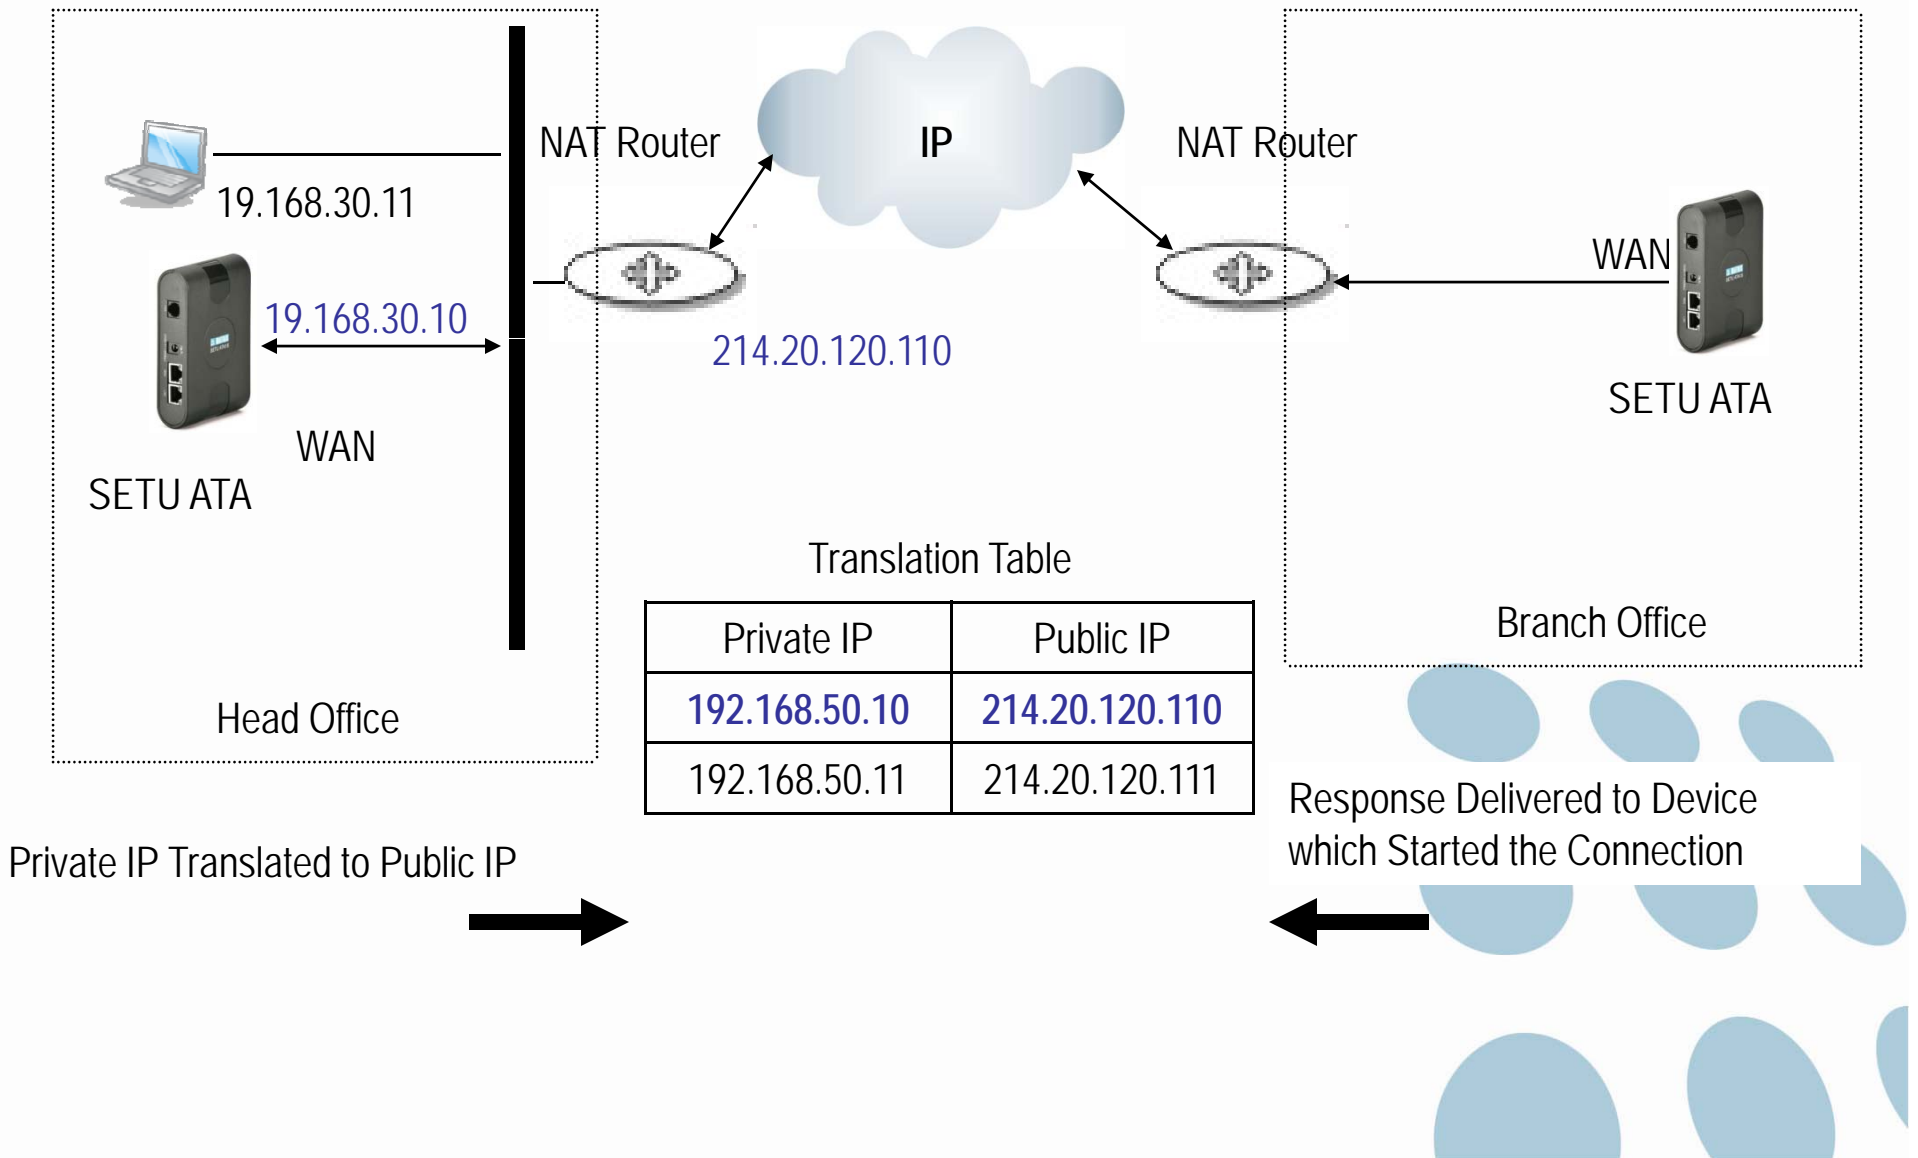 NAT Router
IP
NAT Router
19.168.30.11
WAN
19.168.30.10
214.20.120.110
SETU ATA
WAN
SETU ATA
Translation Table
Private IP Public IP
192.168.50.10 214.20.120.110
192.168.50.11 214.20.120.111
Branch Office
Head Office
Response Delivered to Device
which Started the Connection
Private IP Translated to Public IP